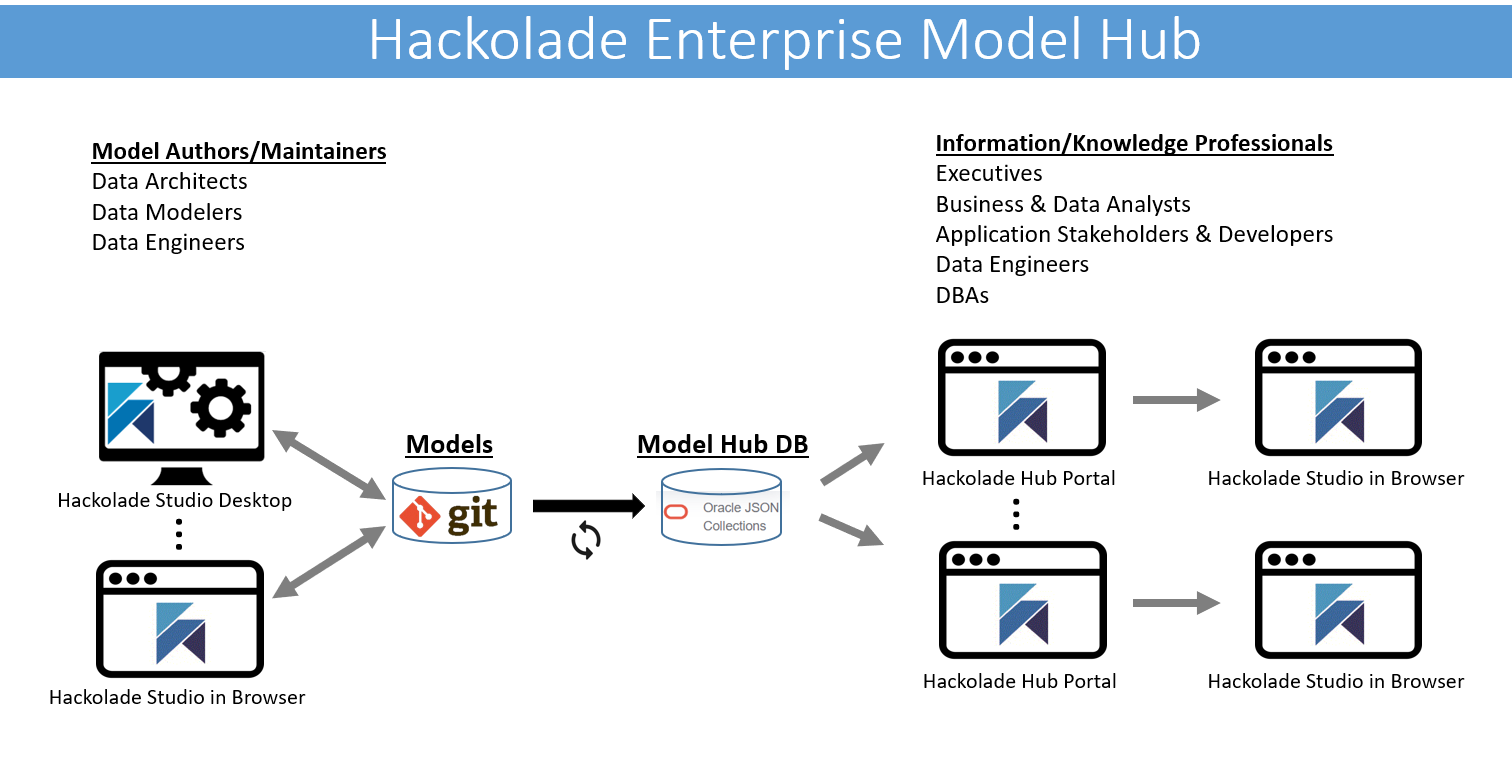 Hackolade Enterprise Model Hub
Model Authors/Maintainers
Data Architects
Data Modelers
Data Engineers
Information/Knowledge Professionals
Executives
Business & Data Analysts
Application Stakeholders & Developers
Data Engineers
DBAs
Hackolade Studio Desktop
Hackolade Studio in Browser
Models
git
Model Hub DB
Oracle JSON
Collections
Hackolade Hub Portal
Hackolade Studio in Browser
Hackolade Hub Portal
Hackolade Studio in Browser